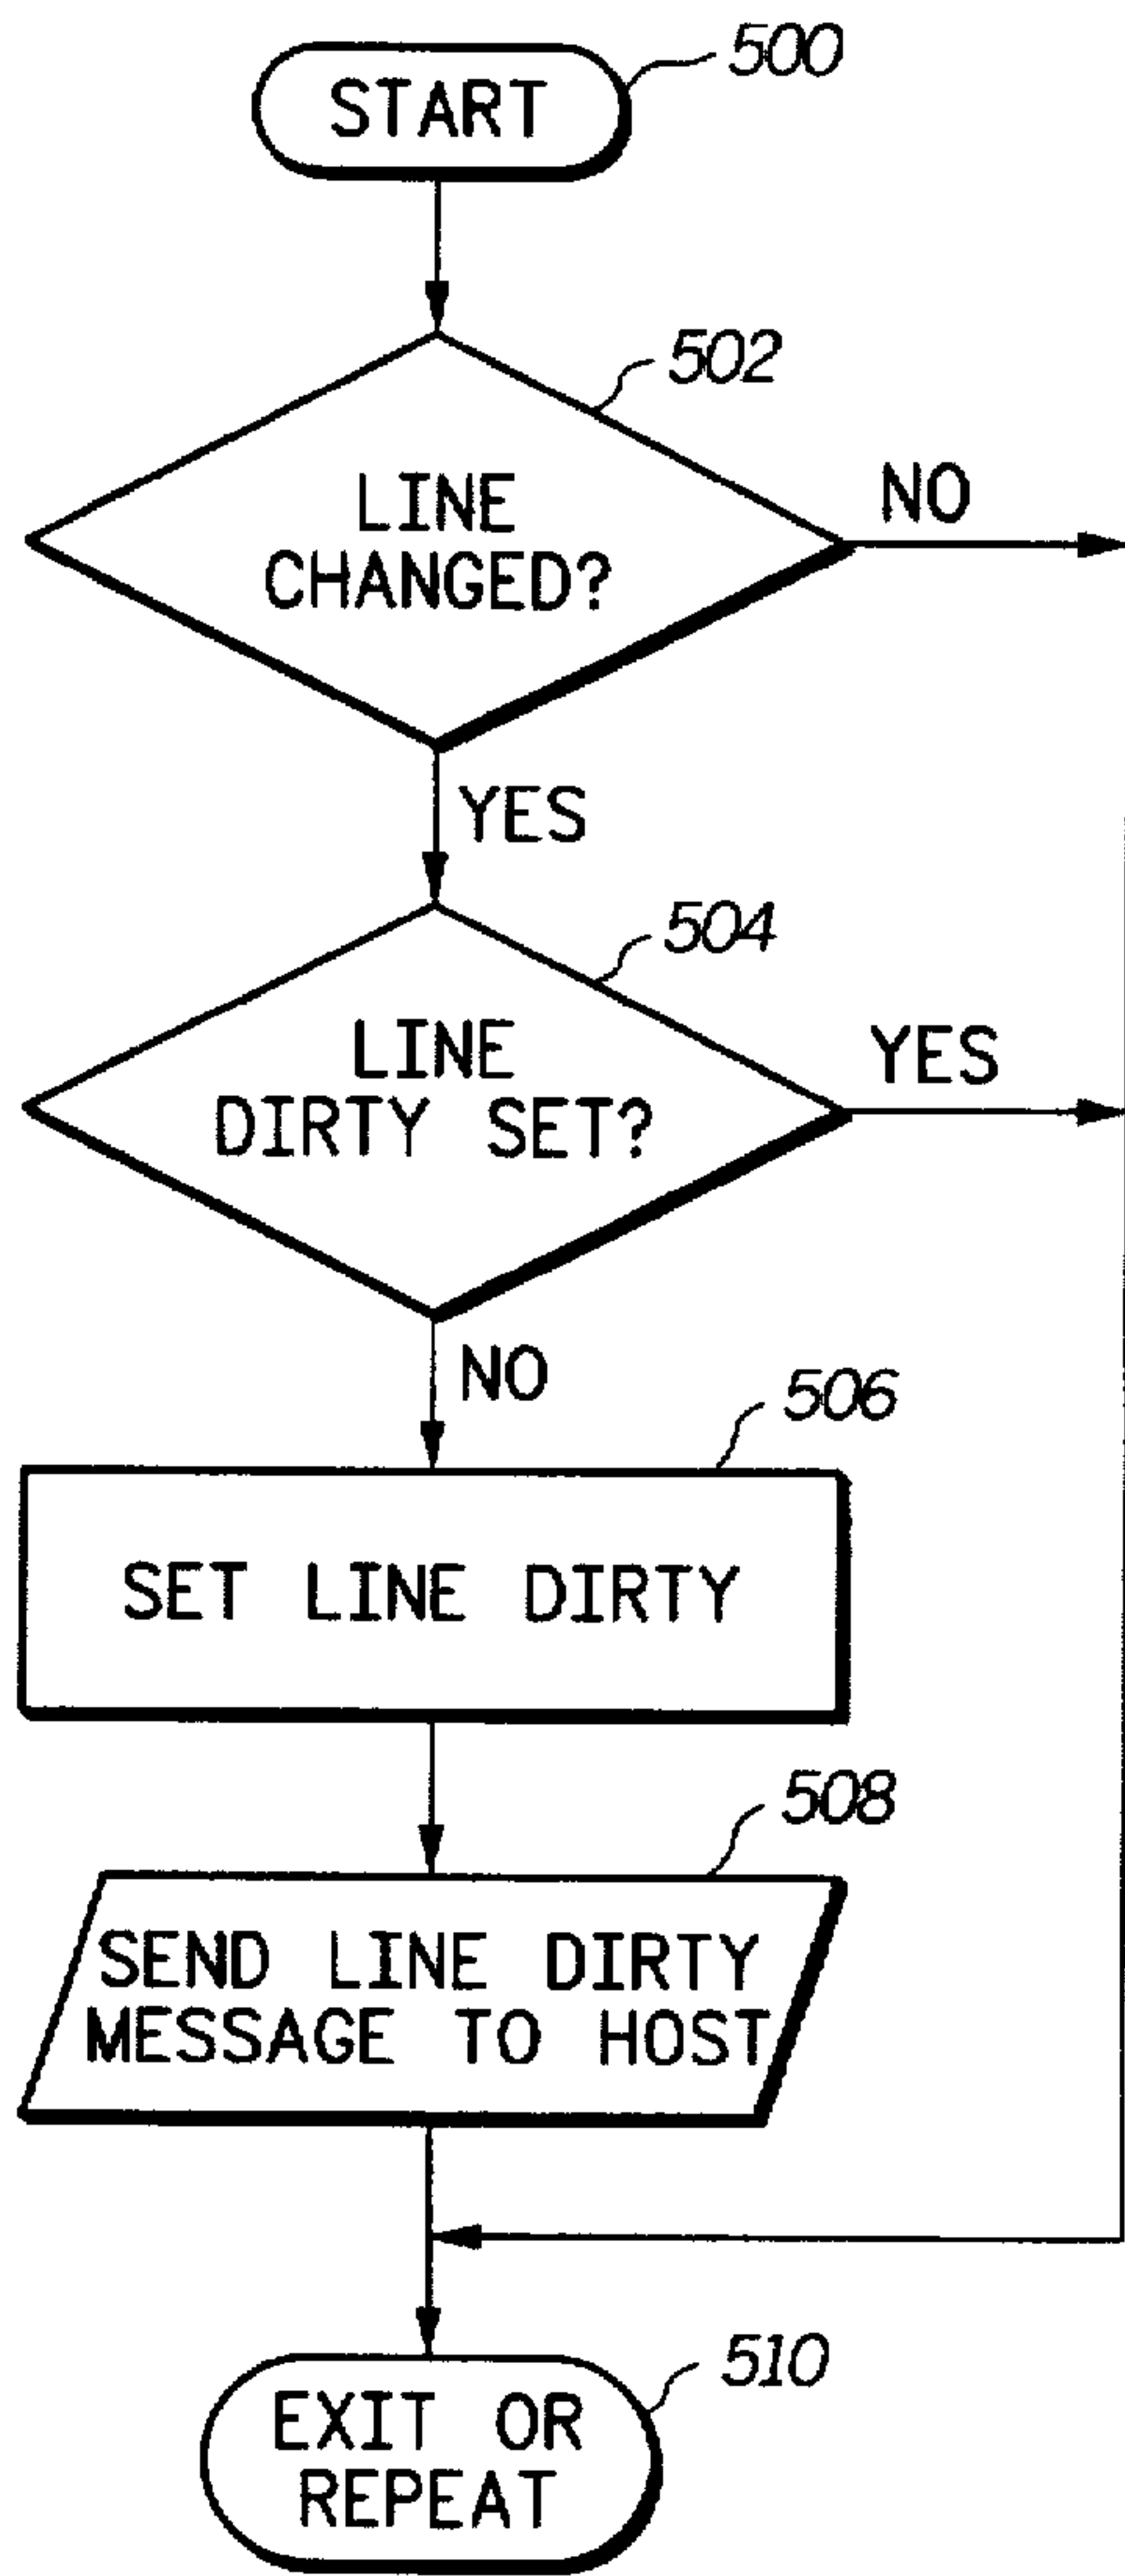 500
START
502
LINE
CHANGED?
NO
YES
504
LINE
DIRTY SET?
YES
NO
506
SET LINE DIRTY
508
SEND LINE DIRTY
MESSAGE TO HOST
510
EXIT OR
REPEAT